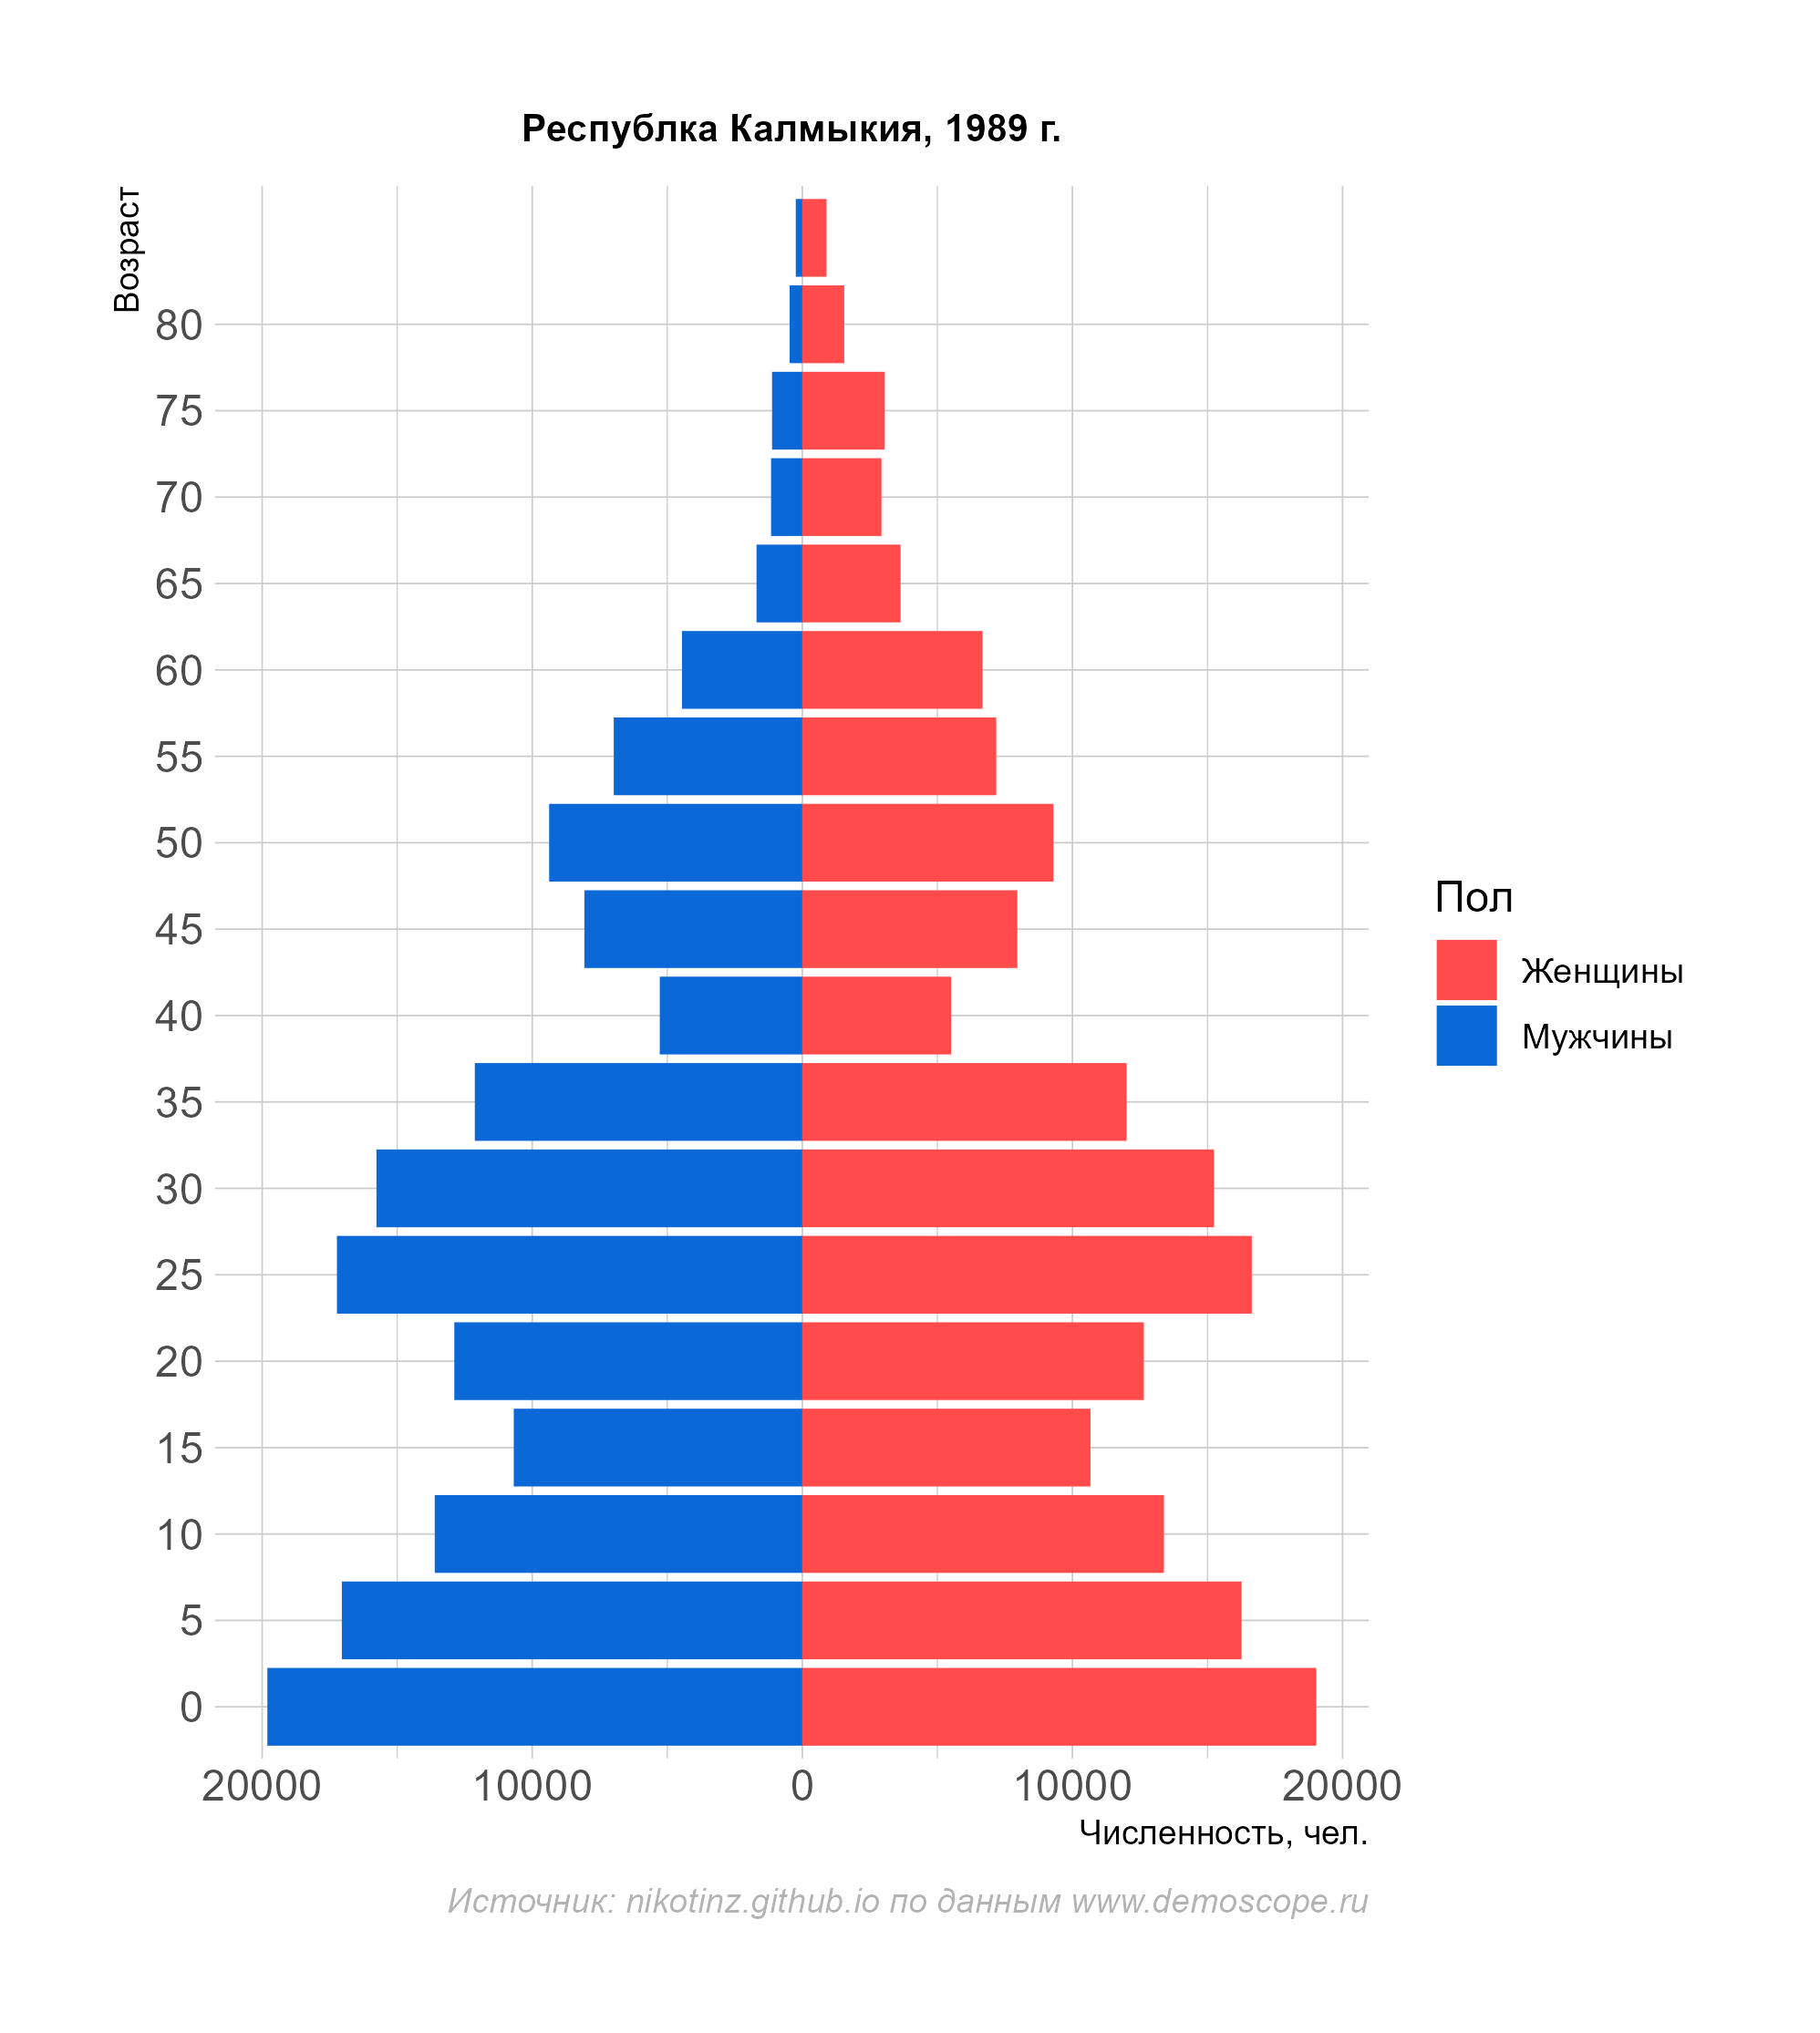 Республка Калмыкия, 1989 г.
Возраст
80
75
70
65
60
55
50
45
40
35
30
25
20
15
10
5
0
20000 10000 0 10000 20000
Численность, чел.
Пол
Женщины
Мужчины
Источник: nikotinz.github.io по данным www.demoscope.ru